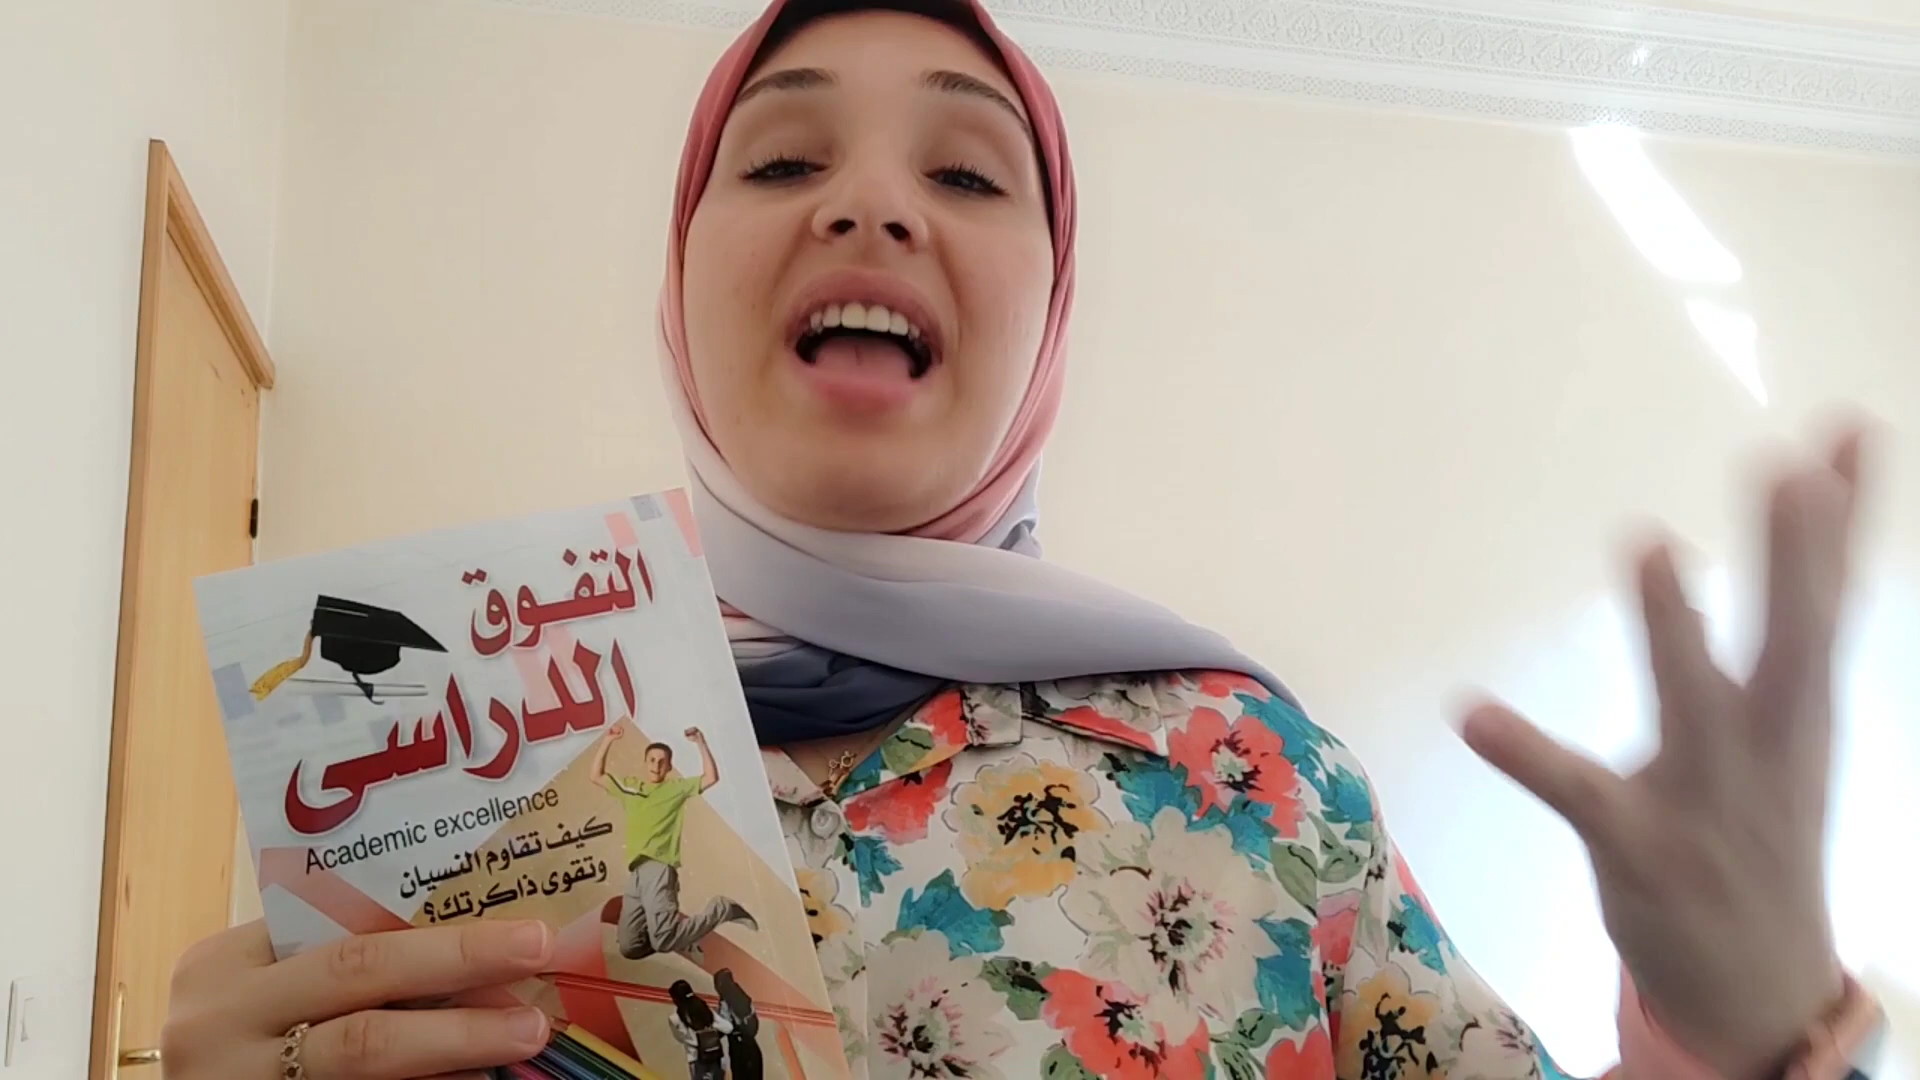 التفوق
الدراسى
Academic excellence
كيف تقاوم النسيان
وتقوى ذاكرتك؟